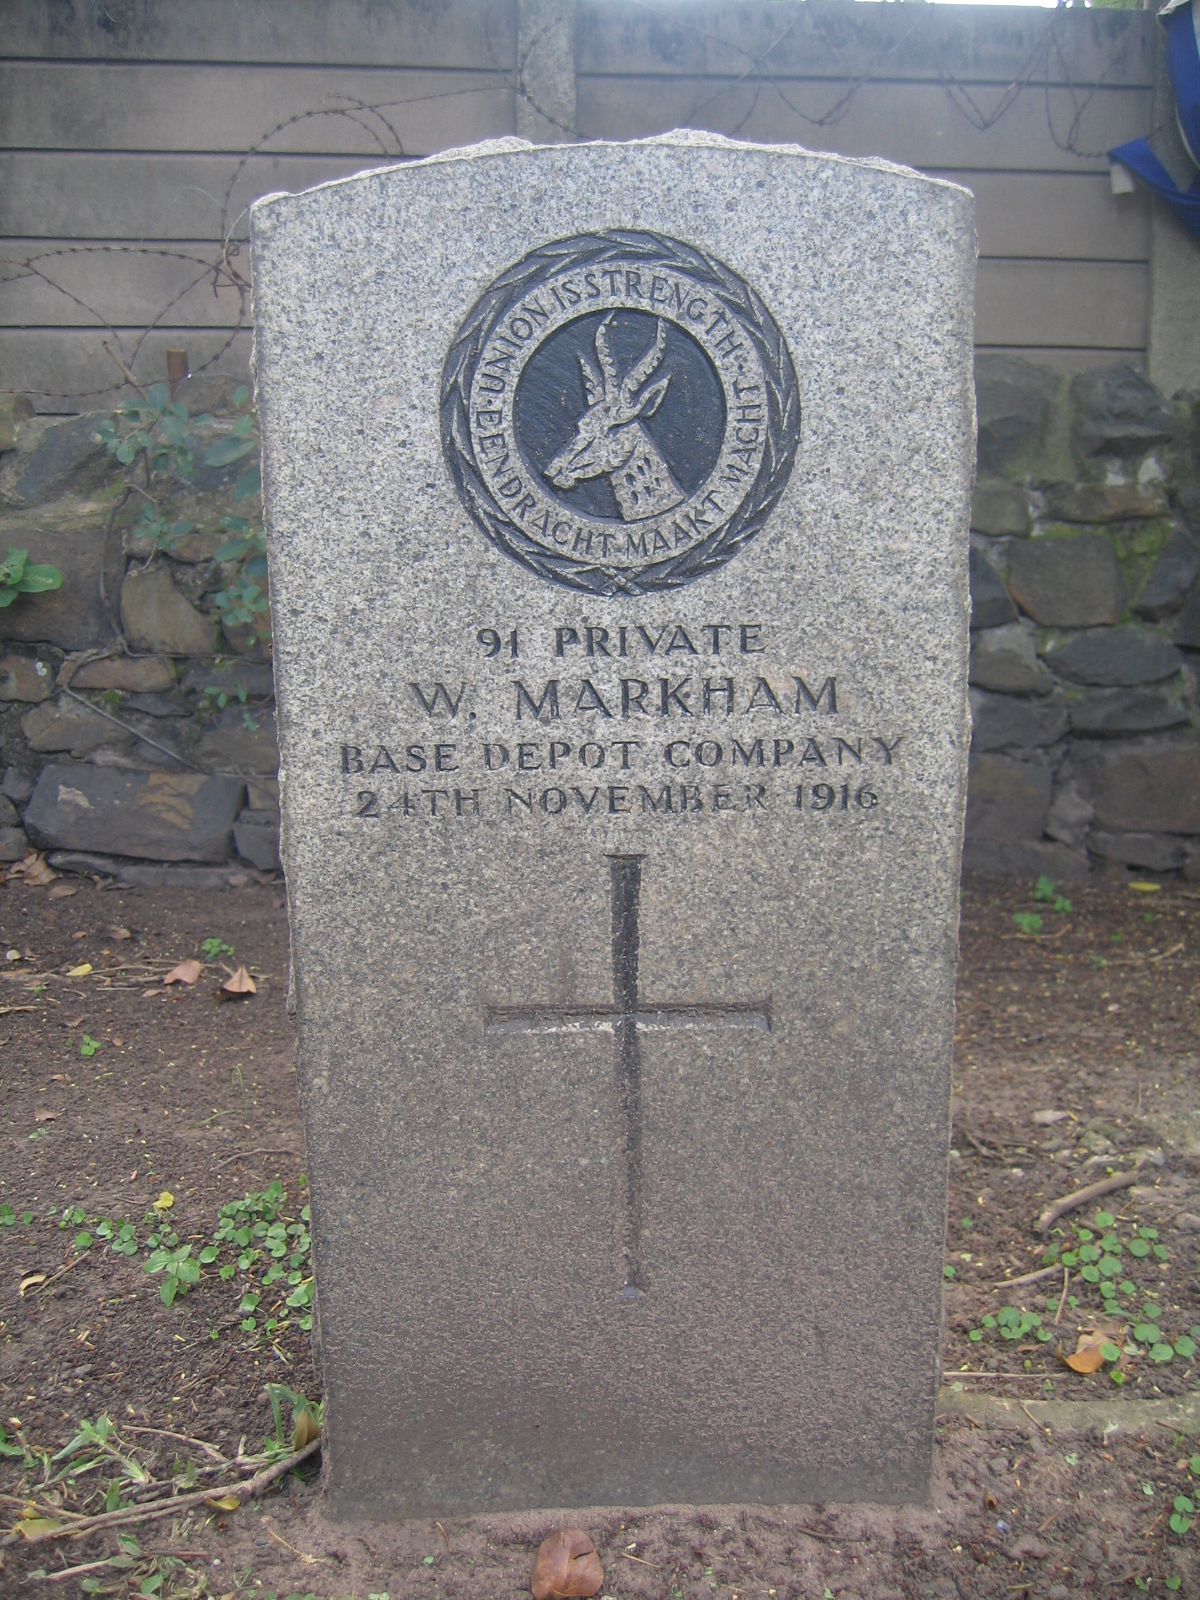 UNION IS STRENGTH · EENDRACHT MAAKT MACHT ·
91 PRIVATE
W. MARKHAM
BASE DEPOT COMPANY
24TH NOVEMBER 1916